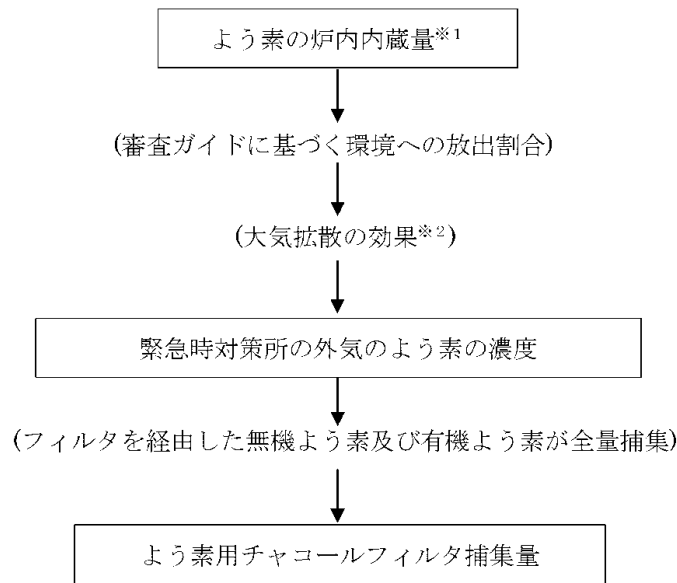 よう素の炉内内蔵量※1
(審査ガイドに基づく環境への放出割合)
(大気拡散の効果※2)
緊急時対策所の外気のよう素の濃度
(フィルタを経由した無機よう素及び有機よう素が全量捕集)
よう素用チャコールフィルタ捕集量